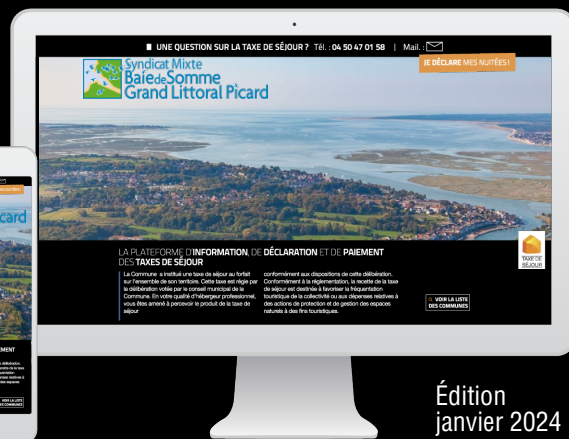 UNE QUESTION SUR LA TAXE DE SÉJOUR ? Tél. : 04 50 47 01 58 | Mail. :
JE DÉCLARE MES NUITÉES !
Syndicat Mixte
Baie de Somme
Grand Littoral Picard
LA PLATEFORME D'INFORMATION, DE DÉCLARATION ET DE PAIEMENT
DES TAXES DE SÉJOUR
La Commune a institué une taxe de séjour au forfait
sur l'ensemble de son territoire. Cette taxe est régie par
la délibération votée par le conseil municipal de la
Commune. En votre qualité d'hébergeur professionnel,
vous êtes amené à percevoir le produit de la taxe de
séjour
conformément aux dispositions de cette délibération.
Conformément à la réglementation, la recette de la taxe
de séjour est destinée à favoriser la fréquentation
touristique de la collectivité ou aux dépenses relatives à
des actions de protection et de gestion des espaces
naturels à des fins touristiques.
TAXE DE
SÉJOUR
VOIR LA LISTE
DES COMMUNES
card
EMENT
VOIR LA LISTE
DES COMMUNES
Édition
janvier 2024